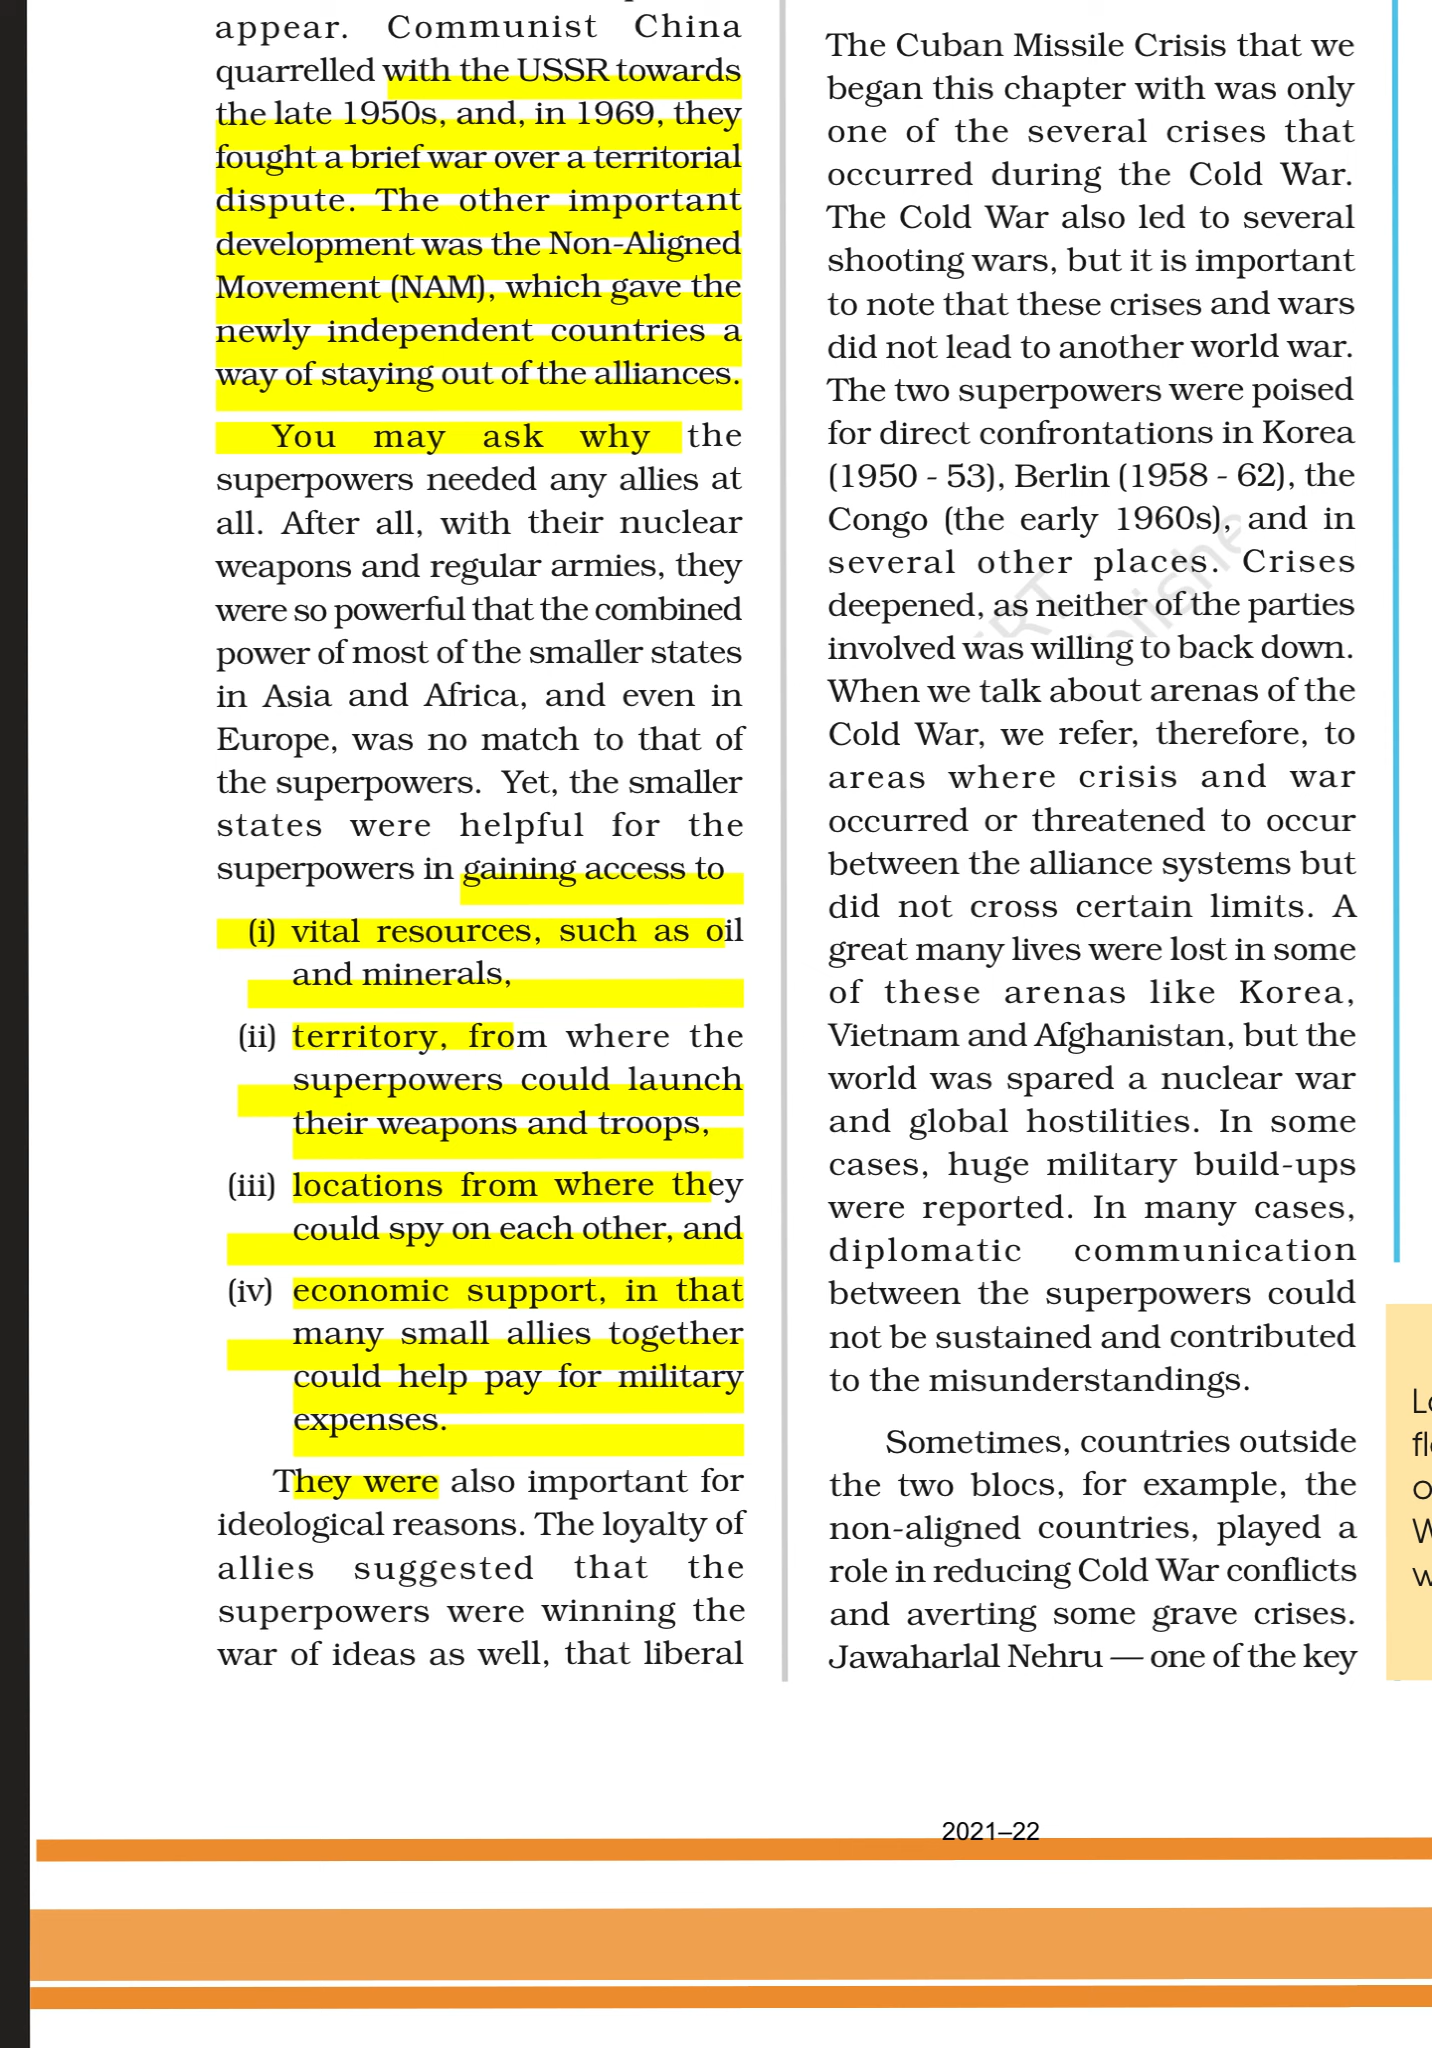 appear. Communist China
quarrelled with the USSR towards
the late 1950s, and, in 1969, they
fought a brief war over a territorial
dispute. The other important
development was the Non-Aligned
Movement (NAM), which gave the
newly independent countries a
way of staying out of the alliances.
You may ask why the
superpowers needed any allies at
all. After all, with their nuclear
weapons and regular armies, they
were so powerful that the combined
power of most of the smaller states
in Asia and Africa, and even in
Europe, was no match to that of
the superpowers. Yet, the smaller
states were helpful for the
superpowers in gaining access to
(i) vital resources, such as oil
and minerals,
(ii) territory, from where the
superpowers could launch
their weapons and troops,
(iii) locations from where they
could spy on each other, and
(iv) economic support, in that
many small allies together
could help pay for military
expenses.
They were also important for
ideological reasons. The loyalty of
allies suggested that the
superpowers were winning the
war of ideas as well, that liberal
The Cuban Missile Crisis that we
began this chapter with was only
one of the several crises that
occurred during the Cold War.
The Cold War also led to several
shooting wars, but it is important
to note that these crises and wars
did not lead to another world war.
The two superpowers were poised
for direct confrontations in Korea
(1950 - 53), Berlin (1958 - 62), the
Congo (the early 1960s), and in
several other places. Crises
deepened, as neither of the parties
involved was willing to back down.
When we talk about arenas of the
Cold War, we refer, therefore, to
areas where crisis and war
occurred or threatened to occur
between the alliance systems but
did not cross certain limits. A
great many lives were lost in some
of these arenas like Korea,
Vietnam and Afghanistan, but the
world was spared a nuclear war
and global hostilities. In some
cases, huge military build-ups
were reported. In many cases,
diplomatic communication
between the superpowers could
not be sustained and contributed
to the misunderstandings.
Sometimes, countries outside
the two blocs, for example, the
non-aligned countries, played a
role in reducing Cold War conflicts
and averting some grave crises.
Jawaharlal Nehru — one of the key
2021–22